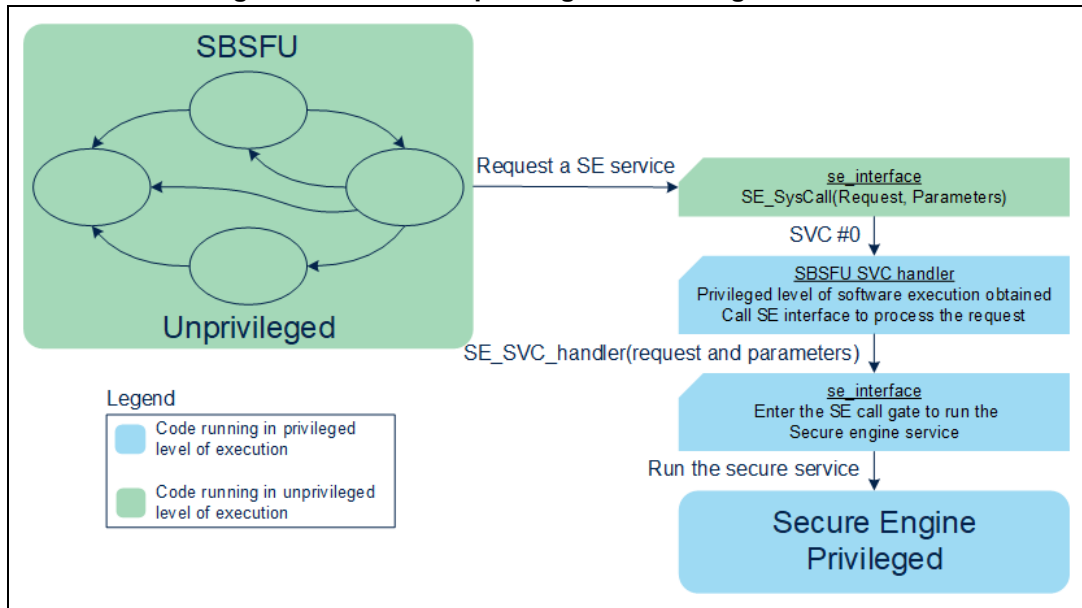 SBSFU
Unprivileged
Request a SE service
se_interface
SE_SysCall(Request, Parameters)
SVC #0
SBSFU SVC handler
Privileged level of software execution obtained
Call SE interface to process the request
SE_SVC_handler(request and parameters)
se_interface
Enter the SE call gate to run the
Secure engine service
Run the secure service
Secure Engine
Privileged
Legend
Code running in privileged
level of execution
Code running in unprivileged
level of execution